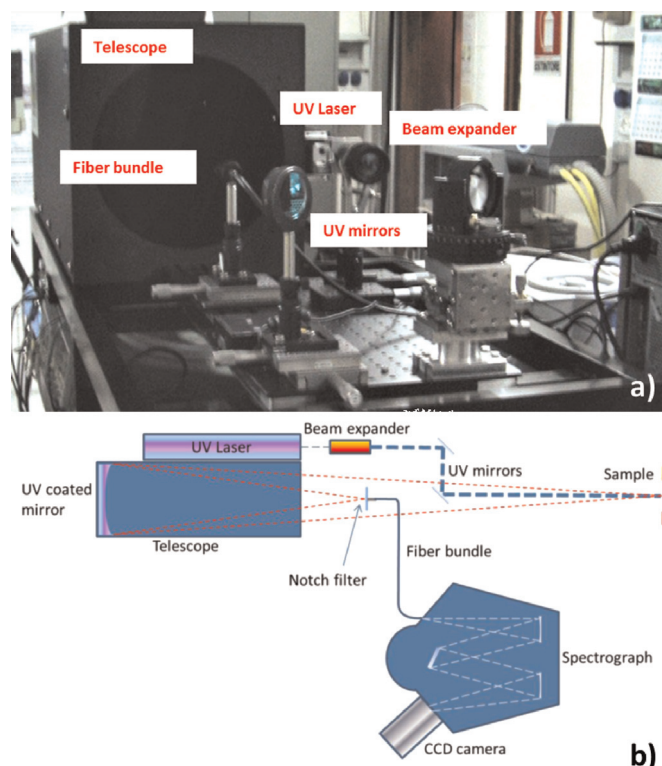 Telescope
UV Laser
Beam expander
Fiber bundle
UV mirrors
ESTINTORE
a)
Beam expander
UV Laser
UV mirrors
Sample
UV coated
mirror
Telescope
Fiber bundle
Notch filter
Spectrograph
CCD camera
b)